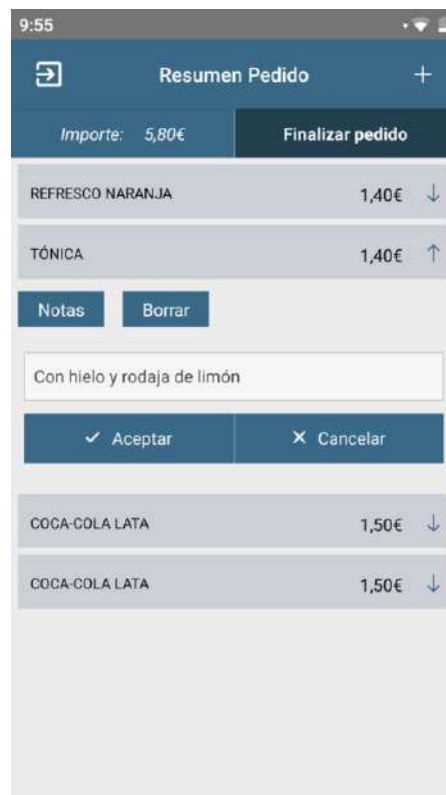 9:55
Resumen Pedido
Importe: 5,80€ Finalizar pedido
REFRESCO NARANJA 1,40€
TÓNICA 1,40€
Notas Borrar
Con hielo y rodaja de limón
Aceptar Cancelar
COCA-COLA LATA 1,50€
COCA-COLA LATA 1,50€